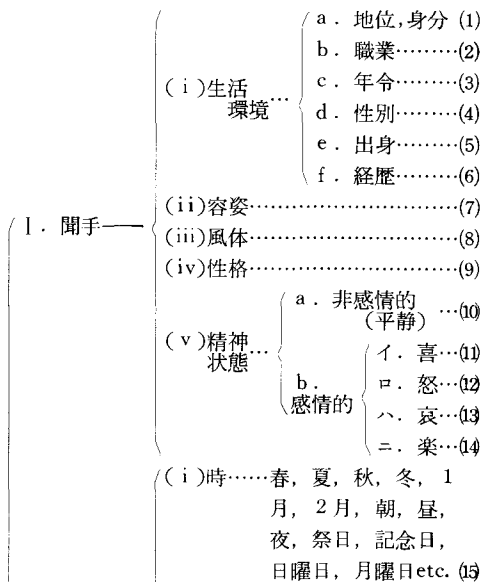 a．地位，身分 (1)
b．職業………(2)
(ⅰ)生活
環境…
c．年令………(3)
d．性別………(4)
e．出身………(5)
f．経歴………(6)
Ⅰ．聞手──
(ⅱ)容姿…………………………(7)
(ⅲ)風体…………………………(8)
(ⅳ)性格…………………………(9)
a．非感情的
(平静) …(10)
(ⅴ)精神
状態…
b．
感情的
イ．喜…(11)
ロ．怒…(12)
ハ．哀…(13)
ニ．楽…(14)
(ⅰ)時……春，夏，秋，冬，1
月，2月，朝，昼，
夜，祭日，記念日，
日曜日，月曜日etc. (15)